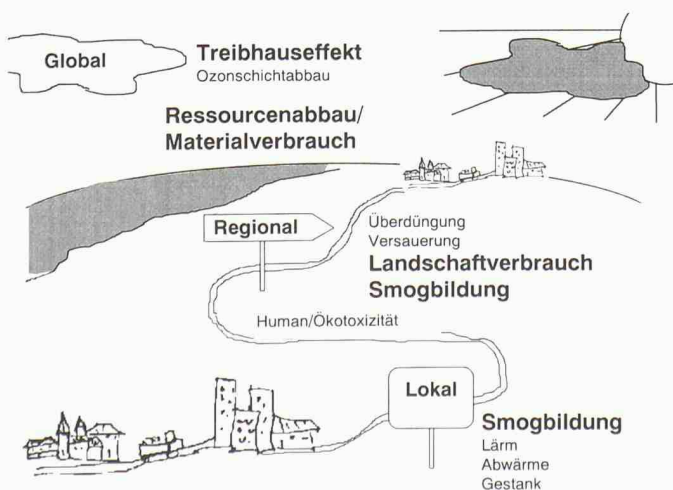 Global
Treibhauseffekt
Ozonschichtabbau
Ressourcenabbau/
Materialverbrauch
Regional
Überdüngung
Versauerung
Landschaftverbrauch
Smogbildung
Human/Ökotoxizität
Lokal
Smogbildung
Lärm
Abwärme
Gestank